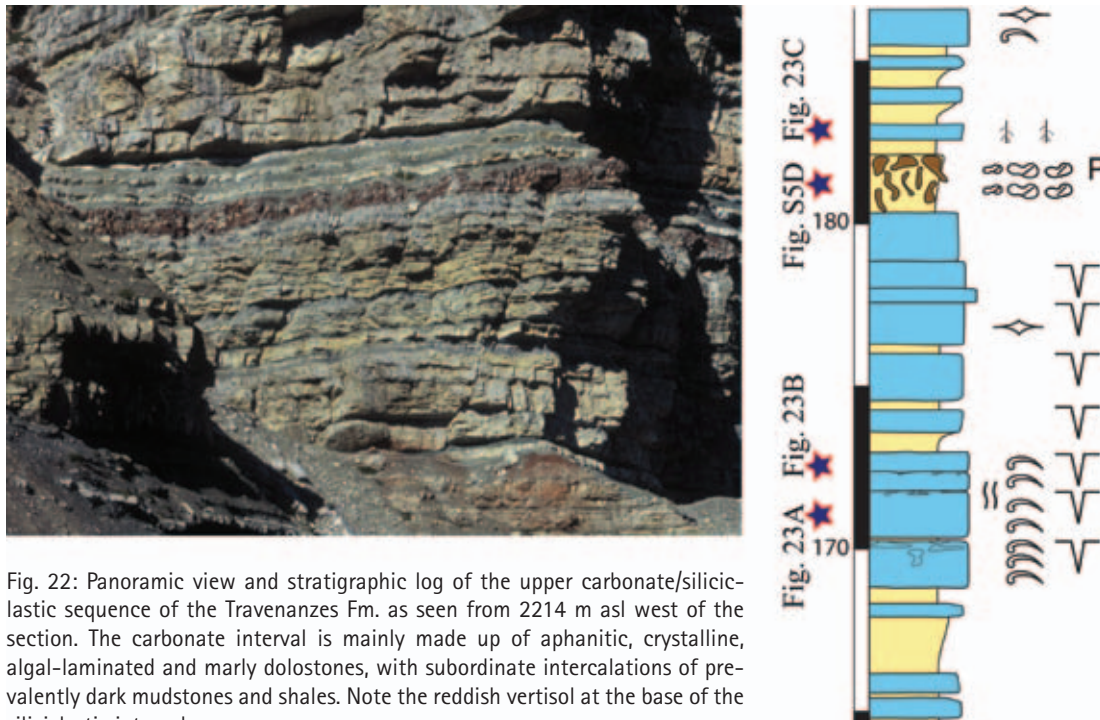 Fig. 23C
Fig. S5D
F
180
Fig. 23B
Fig. 23A
170
Fig. 22: Panoramic view and stratigraphic log of the upper carbonate/silicic-
lastic sequence of the Travenanzes Fm. as seen from 2214 m asl west of the
section. The carbonate interval is mainly made up of aphanitic, crystalline,
algal-laminated and marly dolostones, with subordinate intercalations of pre-
valently dark mudstones and shales. Note the reddish vertisol at the base of the